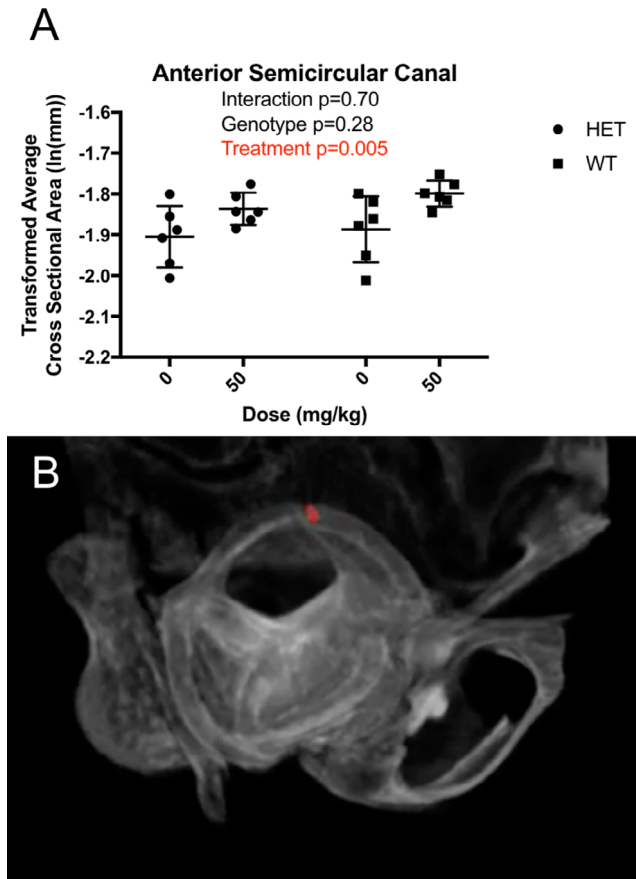 A
Anterior Semicircular Canal
Interaction p=0.70
Genotype p=0.28
Treatment p=0.005
HET
WT
Transformed Average
Cross Sectional Area (ln(mm))
-1.6
-1.7
-1.8
-1.9
-2.0
-2.1
-2.2
0
50
0
50
Dose (mg/kg)
B